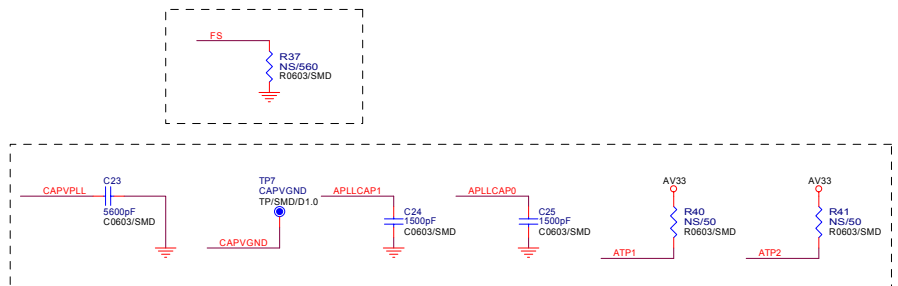 FS
R37
NS/560
R0603/SMD
CAPVPLL
C23
5600pF
C0603/SMD
TP7
CAPVGND
TP/SMD/D1.0
CAPVGND
APLLCAP1
C24
1500pF
C0603/SMD
APLLCAP0
C25
1500pF
C0603/SMD
AV33
R40
NS/50
R0603/SMD
ATP1
AV33
R41
NS/50
R0603/SMD
ATP2